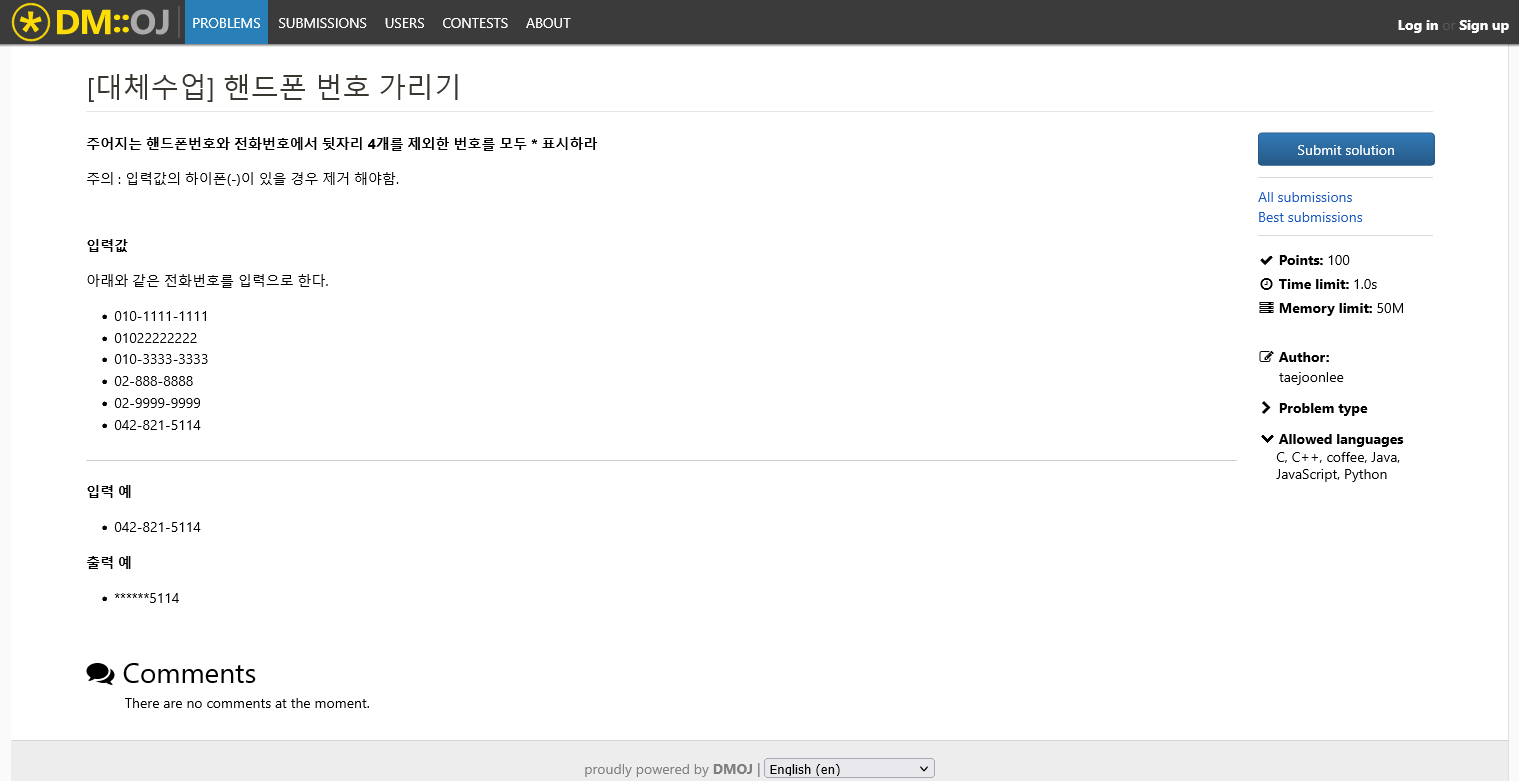 DM::OJ PROBLEMS SUBMISSIONS USERS CONTESTS ABOUT Log in or Sign up
[대체수업] 핸드폰 번호 가리기
주어지는 핸드폰번호와 전화번호에서 뒷자리 4개를 제외한 번호를 모두 * 표시하라
주의 : 입력값의 하이폰(-)이 있을 경우 제거 해야함.
입력값
아래와 같은 전화번호를 입력으로 한다.
010-1111-1111
01022222222
010-3333-3333
02-888-8888
02-9999-9999
042-821-5114
입력 예
042-821-5114
출력 예
******5114
Submit solution
All submissions
Best submissions
Points: 100
Time limit: 1.0s
Memory limit: 50M
Author:
taejoonlee
Problem type
Allowed languages
C, C++, coffee, Java,
JavaScript, Python
Comments
There are no comments at the moment.
proudly powered by DMOJ | English (en)